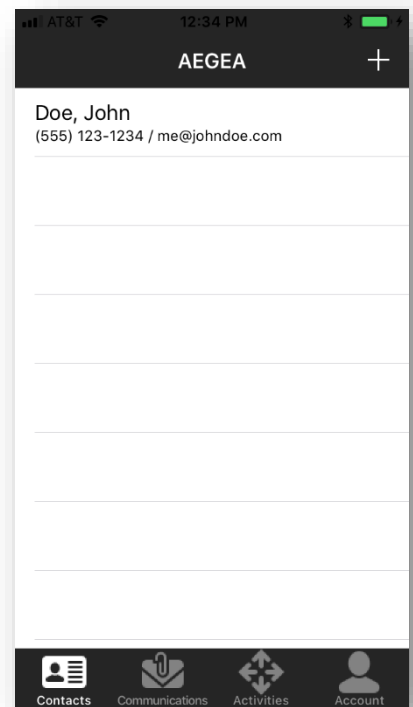 AT&T 12:34 PM
AEGEA
Doe, John
(555) 123-1234 / me@johndoe.com
Contacts Communications Activities Account